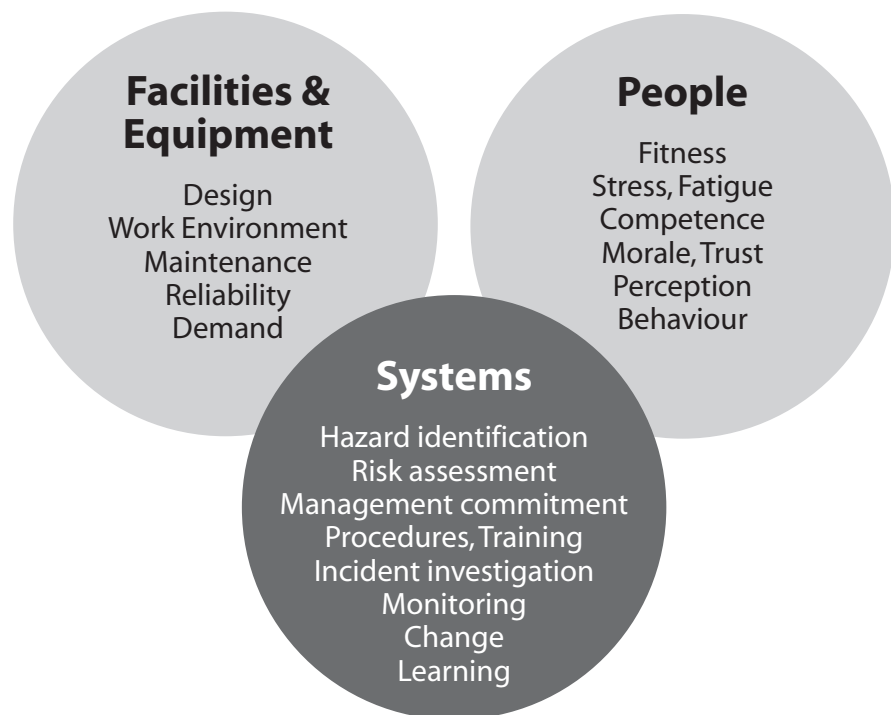 Facilities &
Equipment
Design
Work Environment
Maintenance
Reliability
Demand
People
Fitness
Stress, Fatigue
Competence
Morale, Trust
Perception
Behaviour
Systems
Hazard identification
Risk assessment
Management commitment
Procedures, Training
Incident investigation
Monitoring
Change
Learning